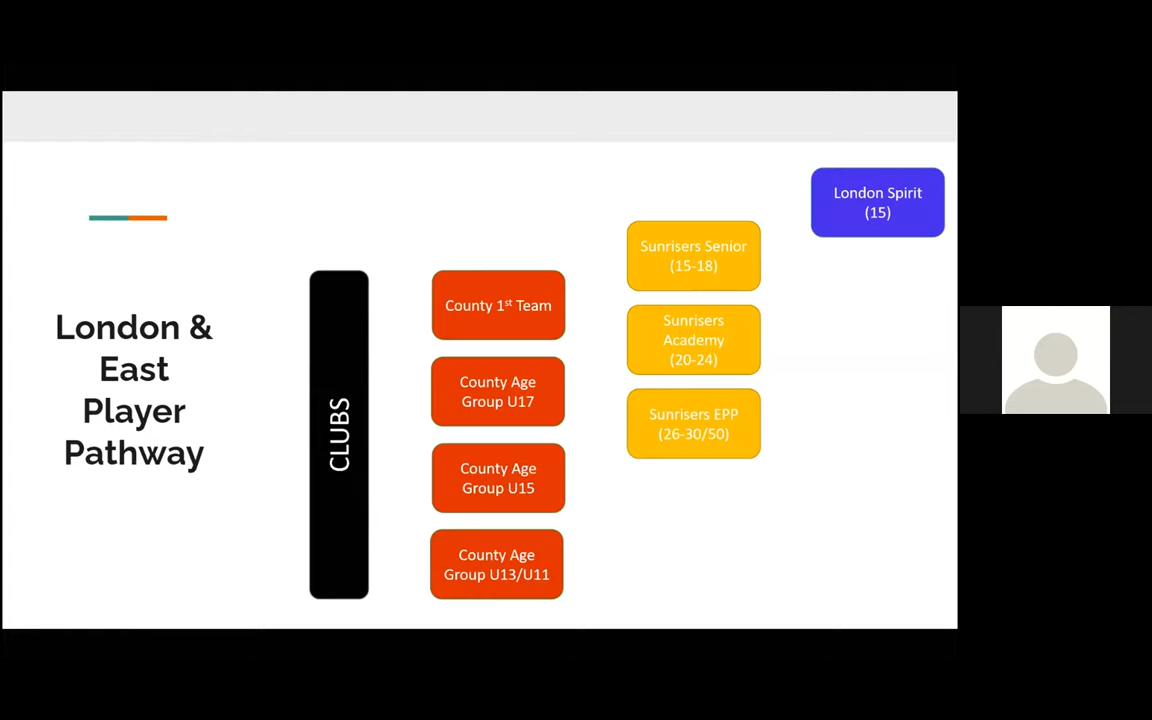 London &
East
Player
Pathway
CLUBS
County 1st Team
County Age
Group U17
County Age
Group U15
County Age
Group U13/U11
Sunrisers Senior
(15-18)
Sunrisers
Academy
(20-24)
Sunrisers EPP
(26-30/50)
London Spirit
(15)